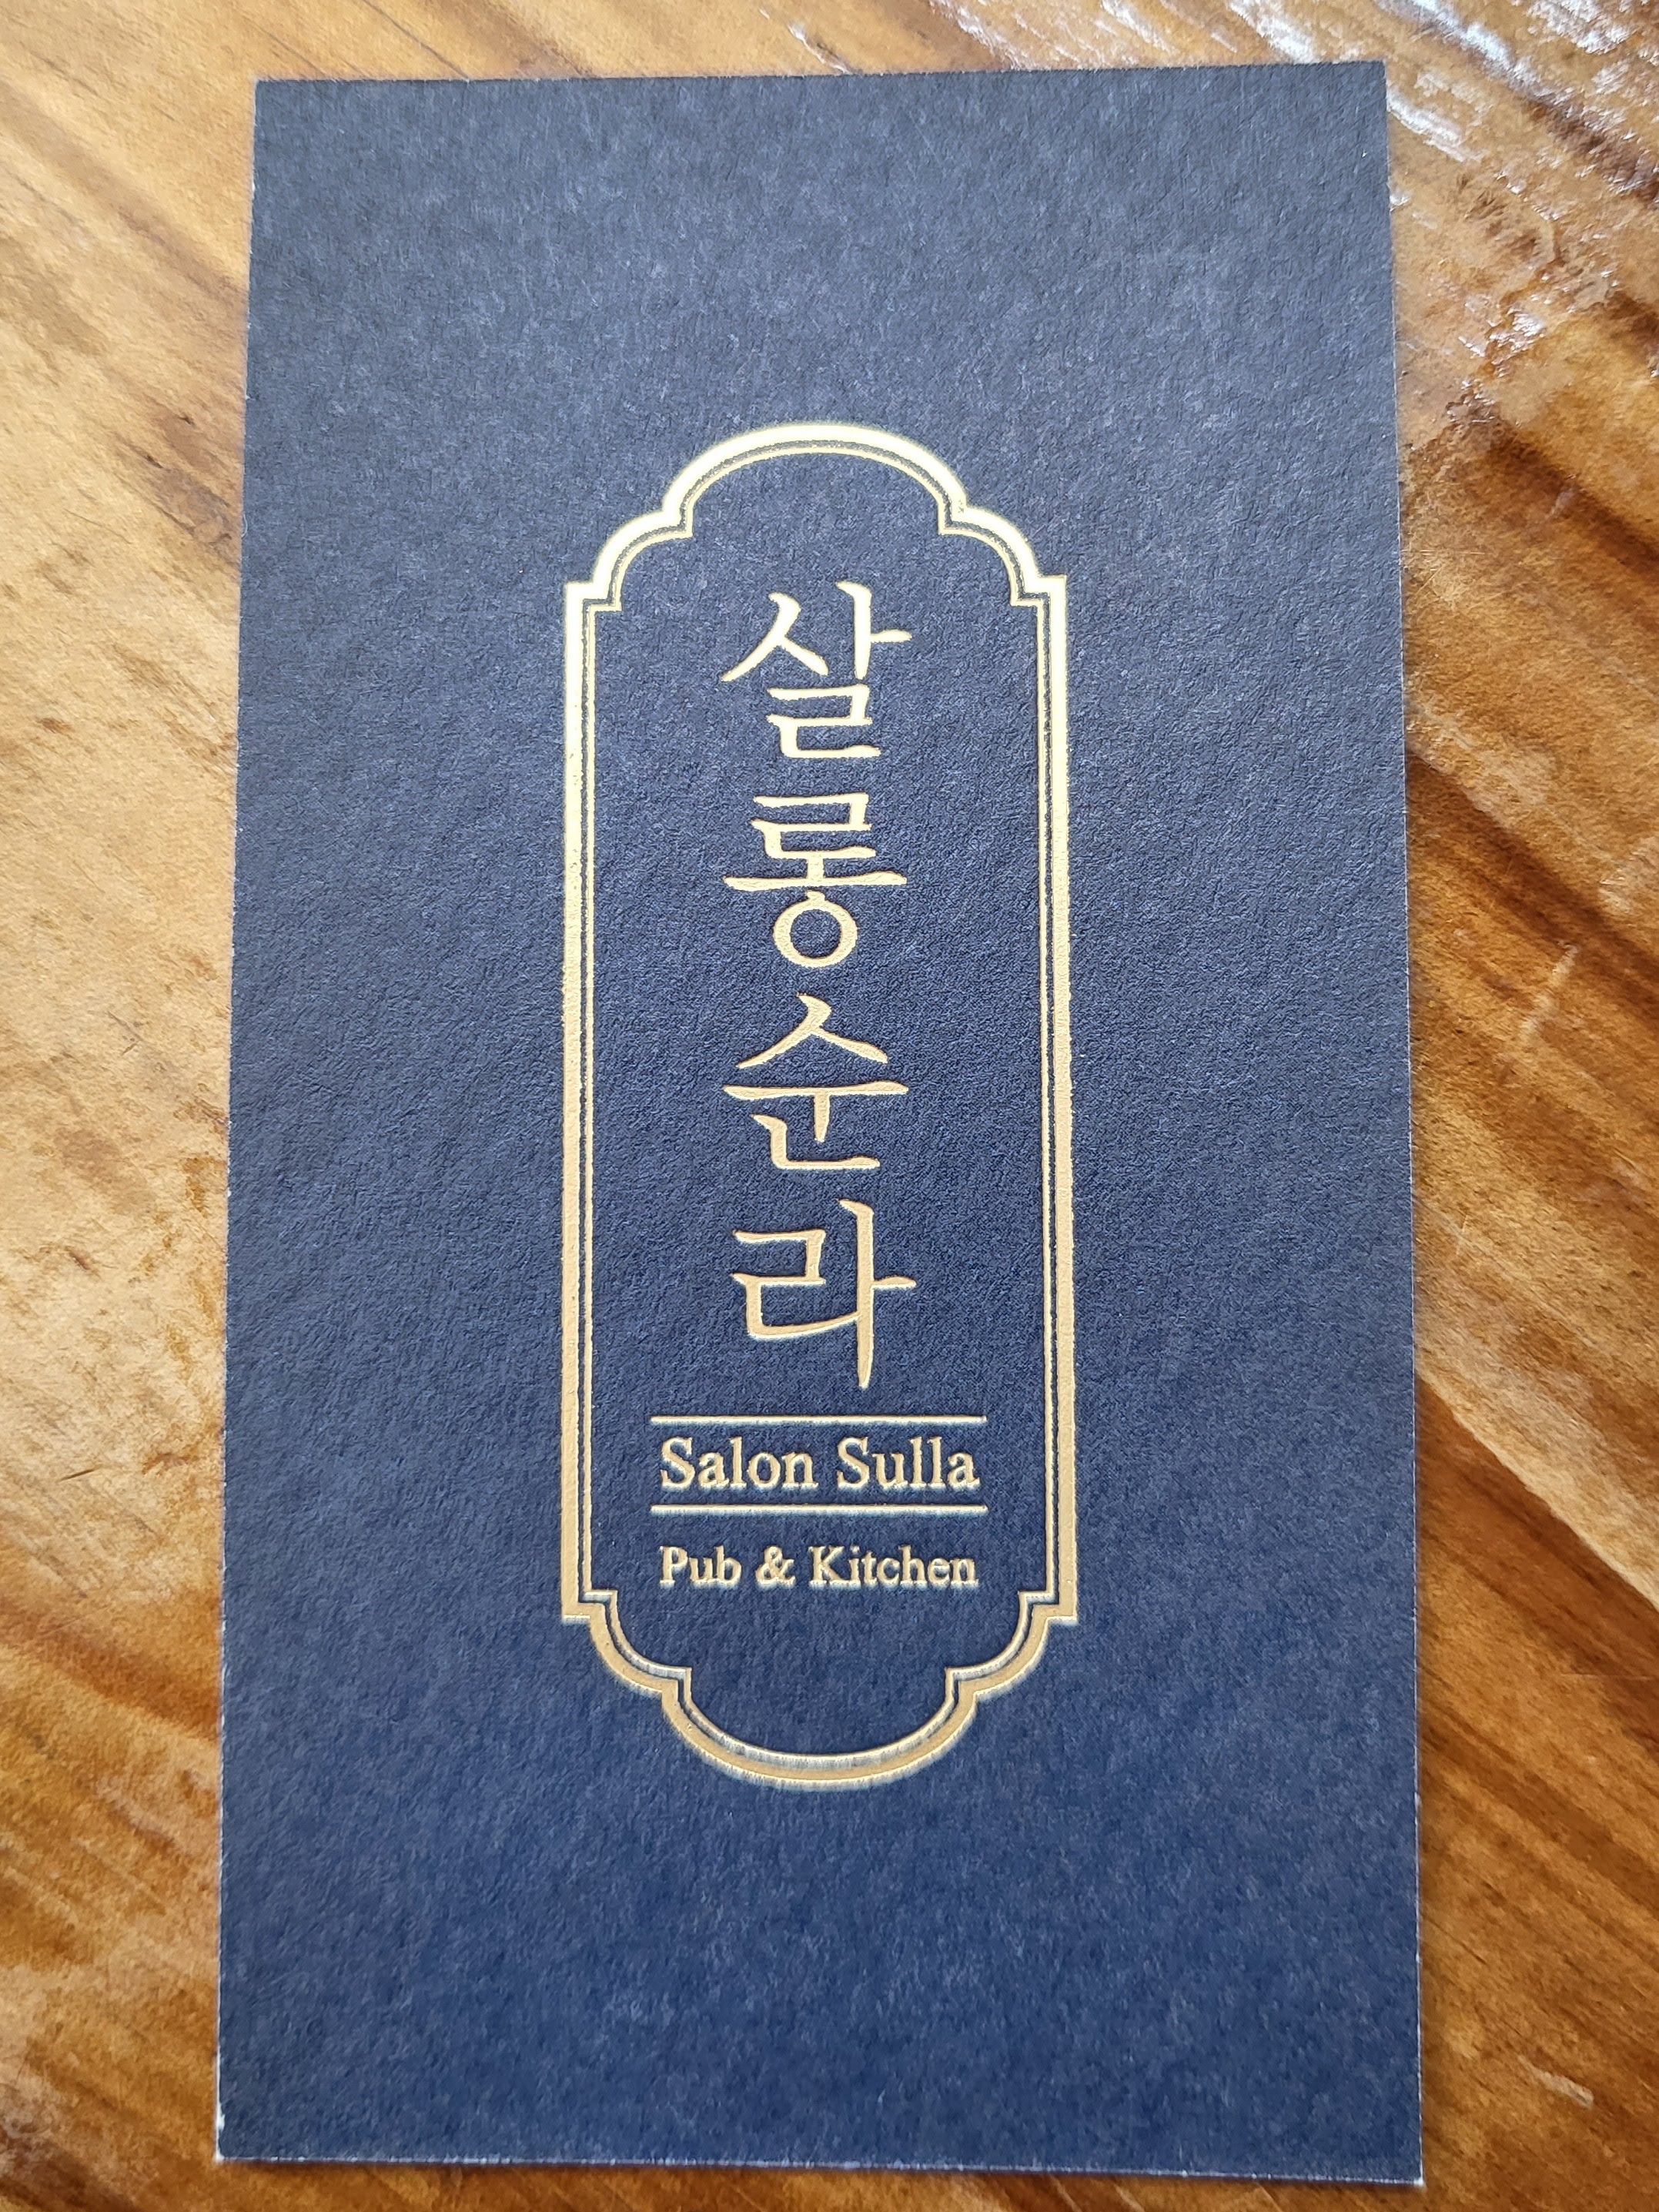 살롱순라
Salon Sulla
Pub & Kitchen